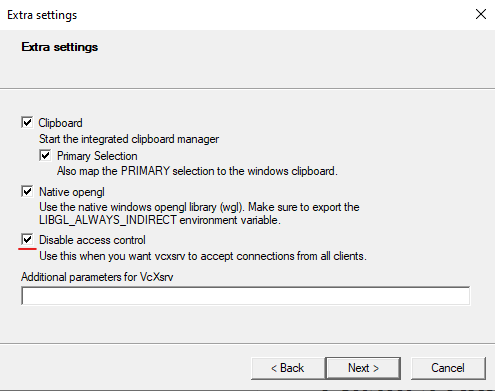 Extra settings
Extra settings
Clipboard
Start the integrated clipboard manager
Primary Selection
Also map the PRIMARY selection to the windows clipboard.
Native opengl
Use the native windows opengl library (wgl). Make sure to export the
LIBGL_ALWAYS_INDIRECT environment variable.
Disable access control
Use this when you want vcxsrv to accept connections from all clients.
Additional parameters for VcXsrv
< Back
Next >
Cancel